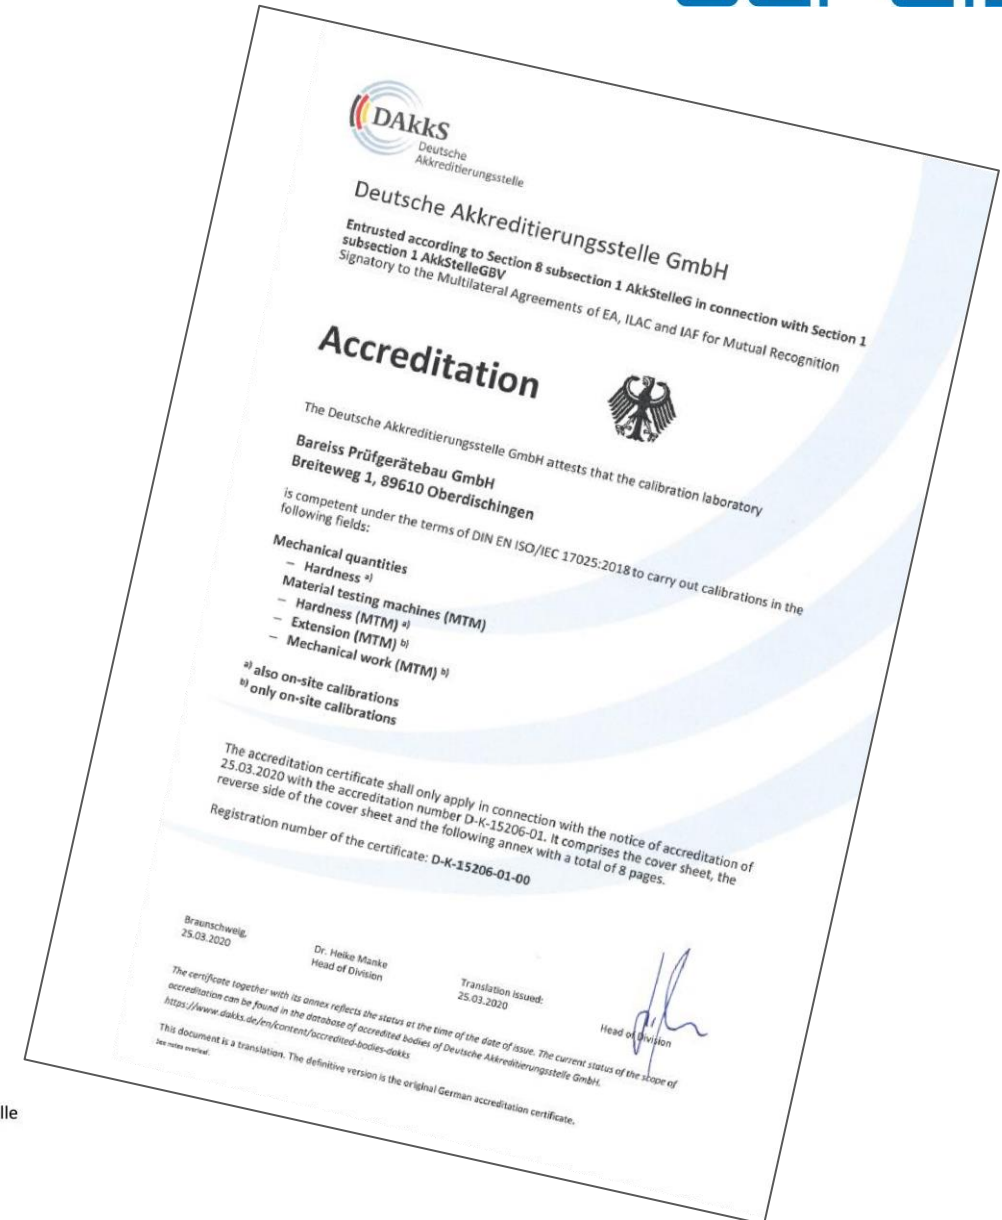 DAkkS
Deutsche
Akkreditierungsstelle
Deutsche Akkreditierungsstelle GmbH
Entrusted according to Section 8 subsection 1 AkkStelleG in connection with Section 1
subsection 1 AkkStelleGBV
Signatory to the Multilateral Agreements of EA, ILAC and IAF for Mutual Recognition
Accreditation
The Deutsche Akkreditierungsstelle GmbH attests that the calibration laboratory
Bareiss Prüfgerätebau GmbH
Breiteweg 1, 89610 Oberdischingen
is competent under the terms of DIN EN ISO/IEC 17025:2018 to carry out calibrations in the
following fields:
Mechanical quantities
– Hardness a)
Material testing machines (MTM)
– Hardness (MTM) a)
– Extension (MTM) b)
– Mechanical work (MTM) b)
a) also on-site calibrations
b) only on-site calibrations
The accreditation certificate shall only apply in connection with the notice of accreditation of
25.03.2020 with the accreditation number D-K-15206-01. It comprises the cover sheet, the
reverse side of the cover sheet and the following annex with a total of 8 pages.
Registration number of the certificate: D-K-15206-01-00
Braunschweig,
25.03.2020
Dr. Heike Manke
Head of Division
Translation issued:
25.03.2020
Head of Division
The certificate together with its annex reflects the status at the time of the date of issue. The current status of the scope of
accreditation can be found in the database of accredited bodies of Deutsche Akkreditierungsstelle GmbH.
https://www.dakks.de/en/content/accredited-bodies-dakks
This document is a translation. The definitive version is the original German accreditation certificate.
See notes overleaf.
lle